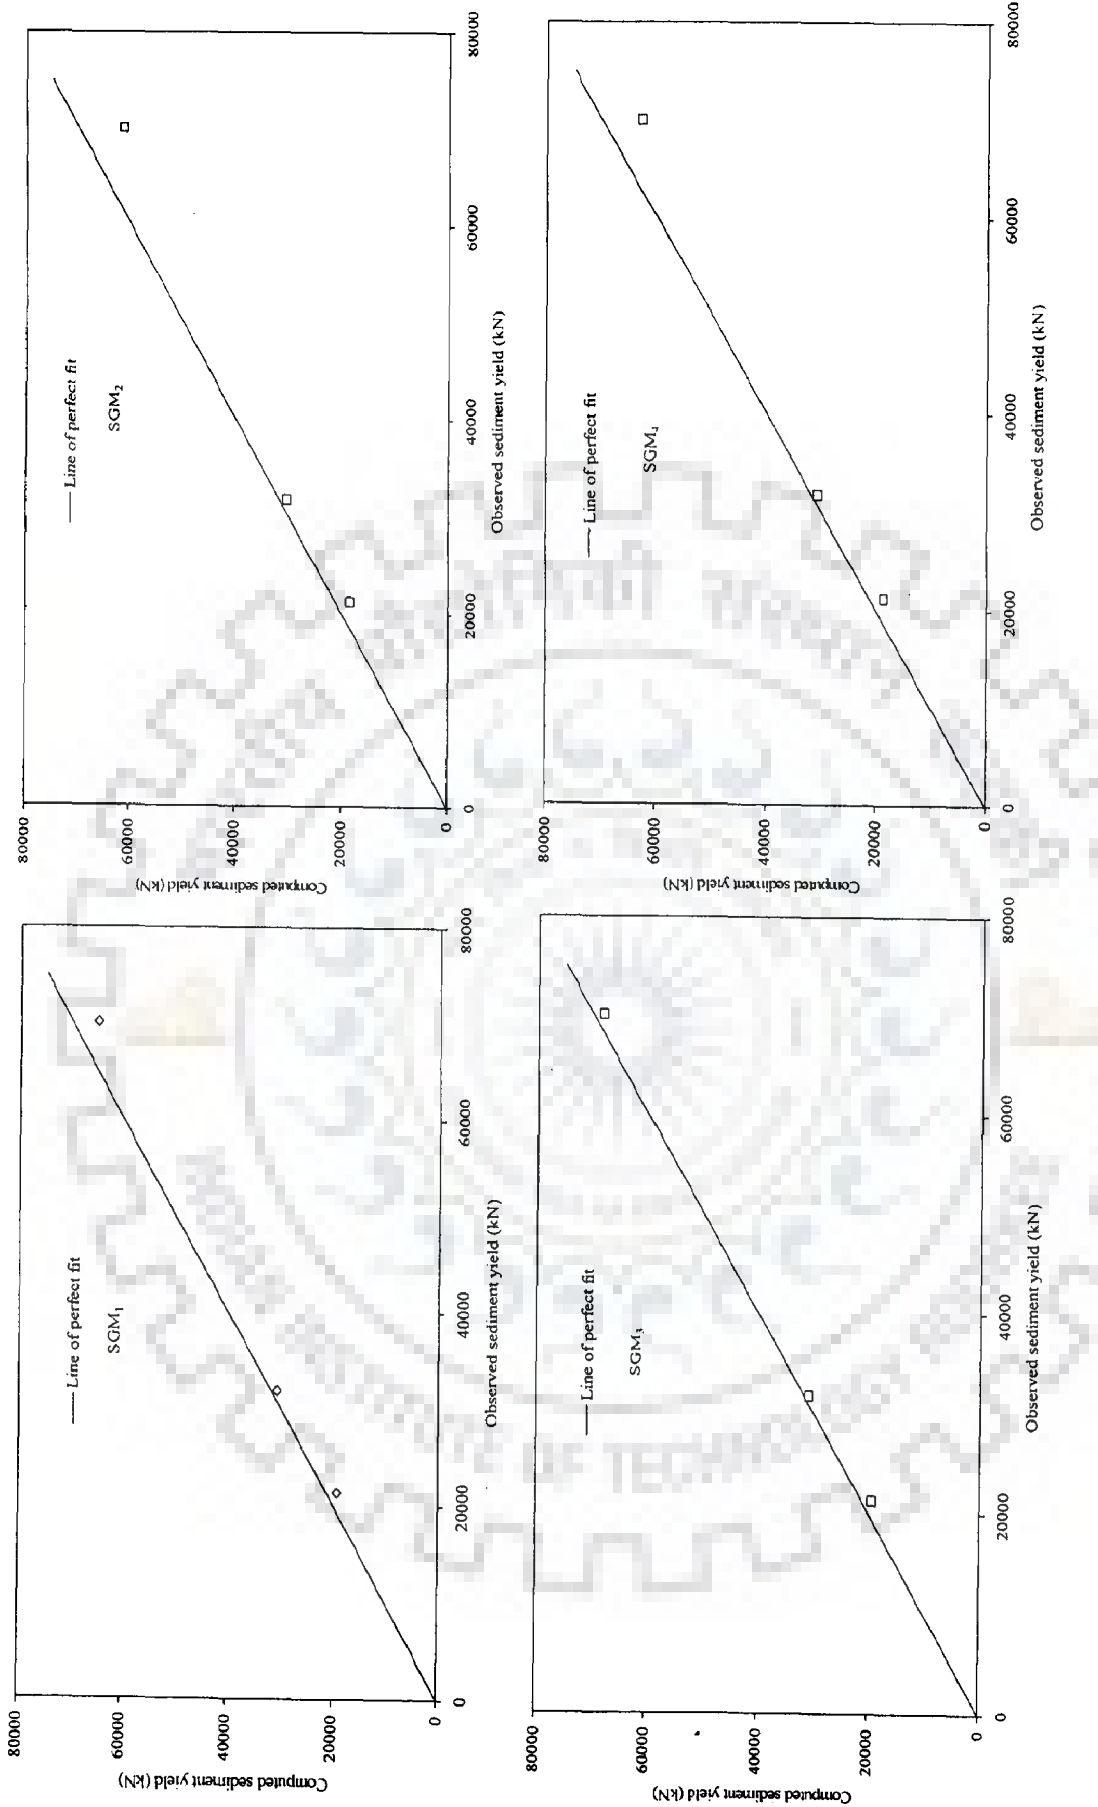 80000
60000
40000
20000
0
Computed sediment yield (kN)
— Line of perfect fit
SGM₁
0
20000
40000
60000
80000
Observed sediment yield (kN)
80000
60000
40000
20000
0
Computed sediment yield (kN)
— Line of perfect fit
SGM₂
0
20000
40000
60000
80000
Observed sediment yield (kN)
80000
60000
40000
20000
0
Computed sediment yield (kN)
— Line of perfect fit
SGM₃
0
20000
40000
60000
80000
Observed sediment yield (kN)
80000
60000
40000
20000
0
Computed sediment yield (kN)
— Line of perfect fit
SGM₄
0
20000
40000
60000
80000
Observed sediment yield (kN)
OF TECHNOLOGY